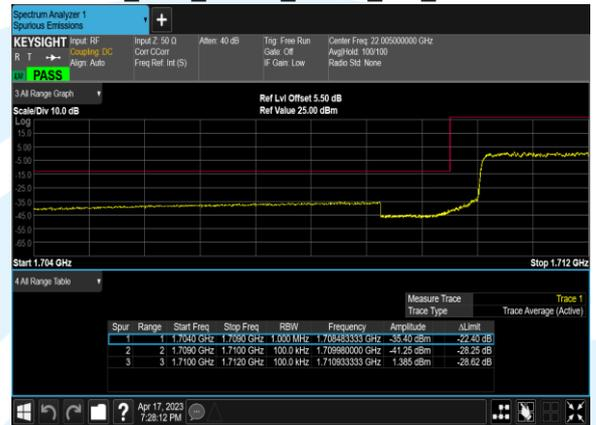 Spectrum Analyzer 1
Spurious Emissions
+
KEYSIGHT Input: RF Input Z: 50 Ω Atten: 40 dB Trig: Free Run Center Freq: 22.005000000 GHz
R T Coupling: DC Corr CCorr Gate: Off Avg|Hold: 100/100
Align: Auto Freq Ref: Int (S) IF Gain: Low Radio Std: None
PASS
3 All Range Graph
Ref Lvl Offset 5.50 dB
Scale/Div 10.0 dB Ref Value 25.00 dBm
Log
15.0
5.00
-5.00
-15.0
-25.0
-35.0
-45.0
-55.0
-65.0
Start 1.704 GHz Stop 1.712 GHz
4 All Range Table
Measure Trace Trace 1
Trace Type Trace Average (Active)
Spur Range Start Freq Stop Freq RBW Frequency Amplitude ΔLimit
1 1 1.7040 GHz 1.7090 GHz 1.000 MHz 1.708483333 GHz -35.40 dBm -22.40 dB
2 2 1.7090 GHz 1.7100 GHz 100.0 kHz 1.709980000 GHz -41.25 dBm -28.25 dB
3 3 1.7100 GHz 1.7120 GHz 100.0 kHz 1.710933333 GHz 1.385 dBm -28.62 dB
? Apr 17, 2023
7:28:12 PM